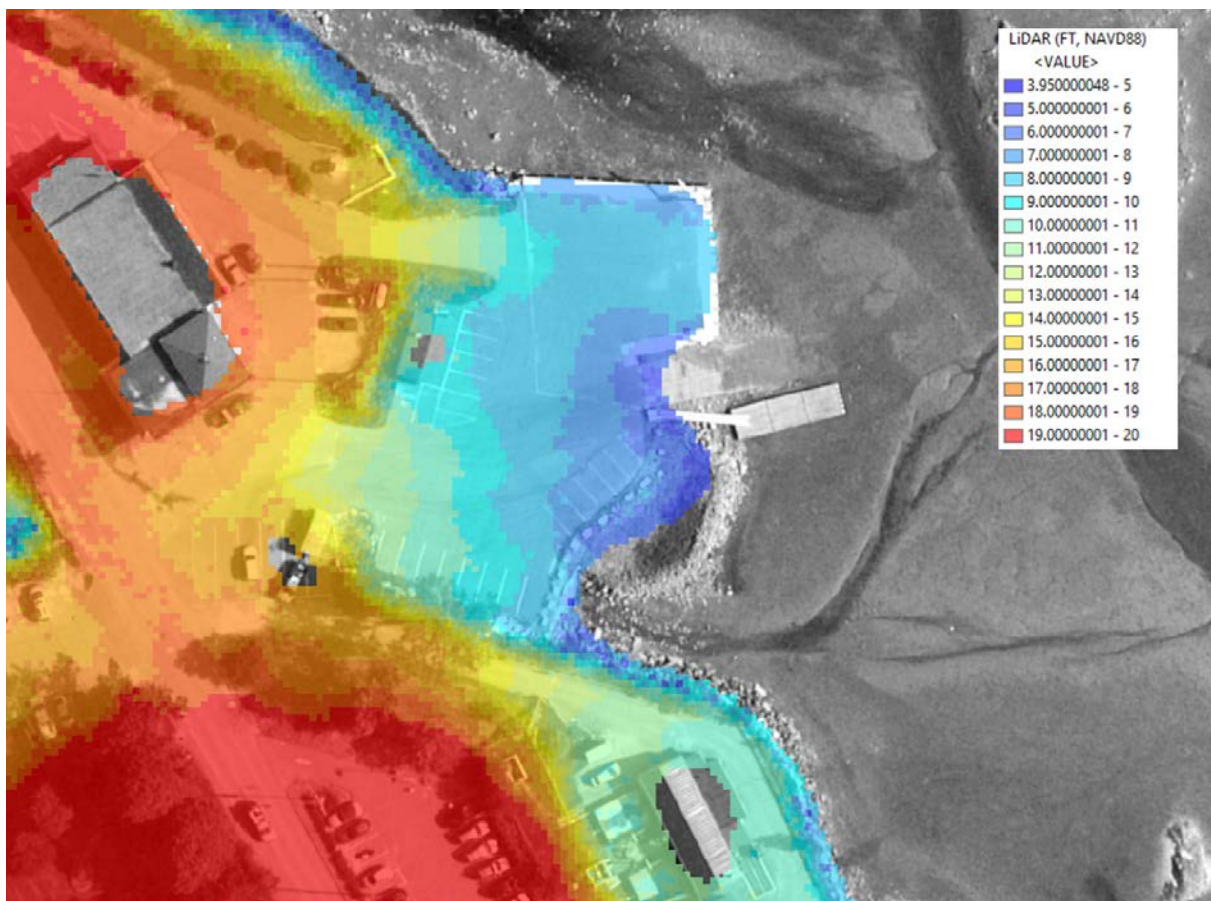 LiDAR (FT, NAVD88)
<VALUE>
3.950000048 - 5
5.000000001 - 6
6.000000001 - 7
7.000000001 - 8
8.000000001 - 9
9.000000001 - 10
10.00000001 - 11
11.00000001 - 12
12.00000001 - 13
13.00000001 - 14
14.00000001 - 15
15.00000001 - 16
16.00000001 - 17
17.00000001 - 18
18.00000001 - 19
19.00000001 - 20